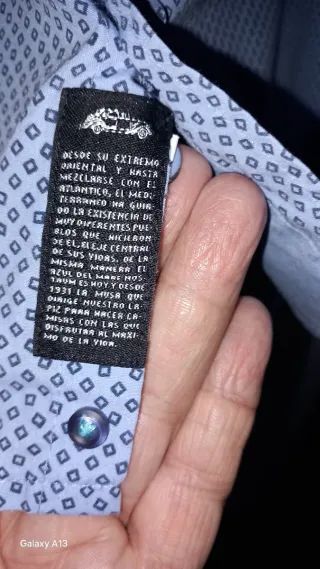 DESDE SU EXTREMO
ORIENTAL Y HASTA
MEZCLARSE CON EL
ATLANTICO, EL MEDI-
TERRANEO HA GUIA-
DO LA EXISTENCIA DE
MUY DIFERENTES PUE-
BLOS QUE HICIERON
DE EL, EL EJE CENTRAL
DE SUS VIDAS. DE LA
MISMA MANERA EL
AZUL DEL MARE NOS-
TRUM ES HOY Y DESDE
1931 LA MUSA QUE
DIRIGE NUESTRO LA-
PIZ PARA HACER CA-
MISAS CON LAS QUE
DISFRUTAR AL MAXI-
MO DE LA VIDA.
Galaxy A13